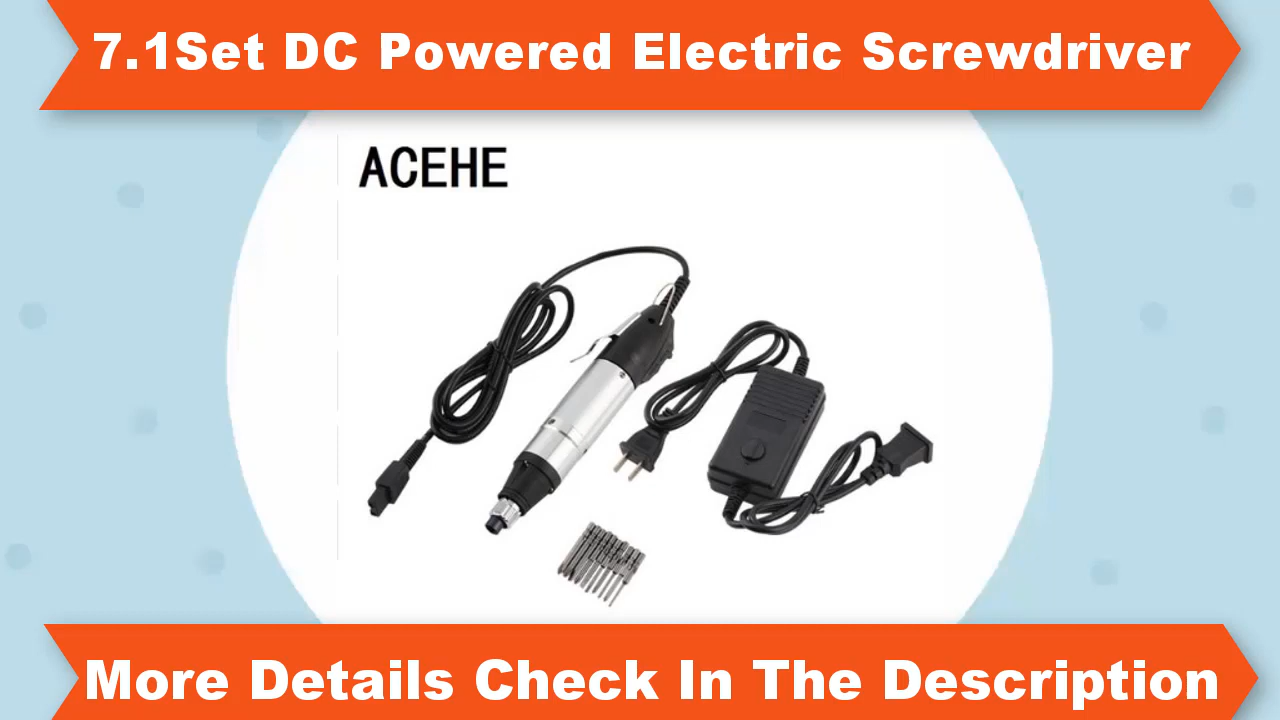 7.1Set DC Powered Electric Screwdriver
ACEHE
More Details Check In The Description